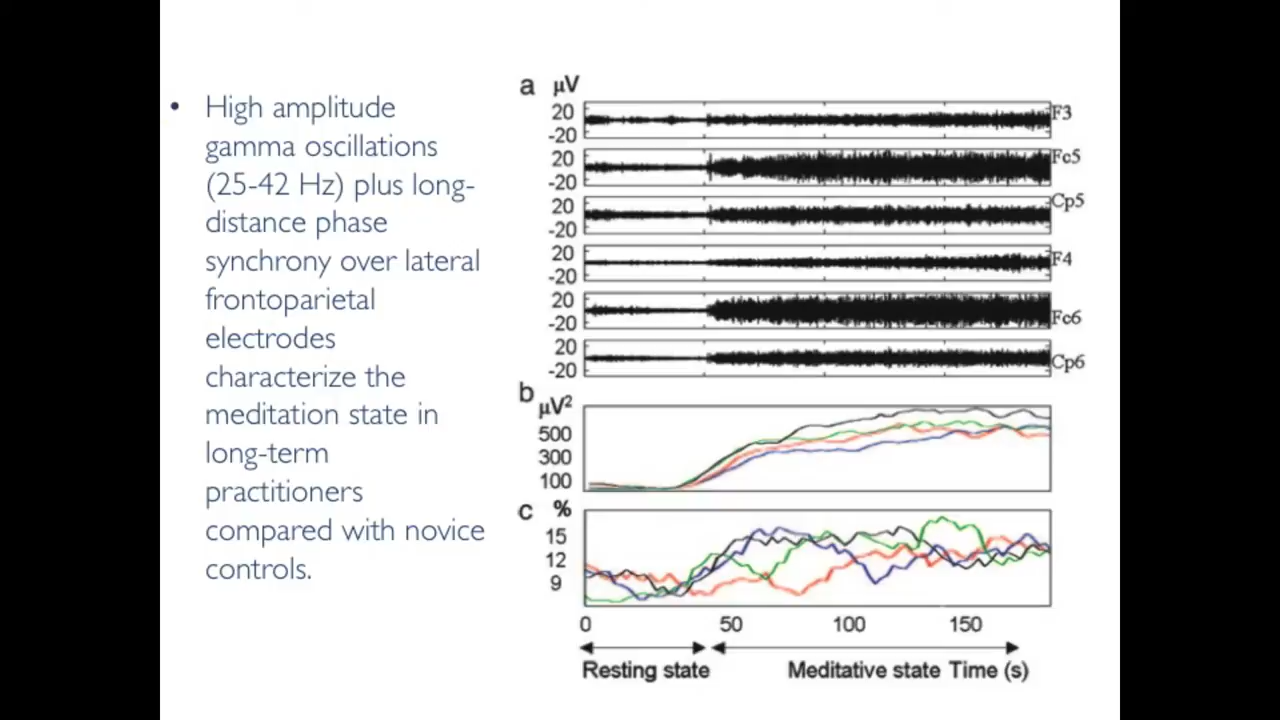 • High amplitude
gamma oscillations
(25-42 Hz) plus long-
distance phase
synchrony over lateral
frontoparietal
electrodes
characterize the
meditation state in
long-term
practitioners
compared with novice
controls.
a μV
20
-20
F3
20
-20
Fc5
20
-20
Cp5
20
-20
F4
20
-20
Fc6
20
-20
Cp6
b μV²
500
300
100
c %
15
12
9
0 50 100 150
Resting state Meditative state Time (s)